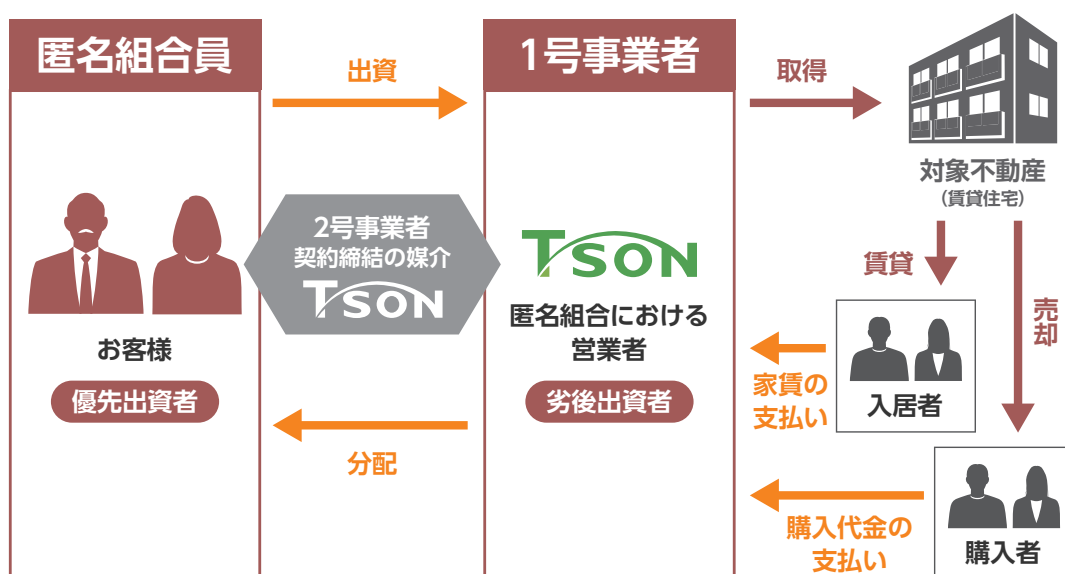 匿名組合員
出資
1号事業者
取得
対象不動産
(賃貸住宅)
2号事業者
契約締結の媒介
TSON
TSON
匿名組合における
営業者
お客様
優先出資者
劣後出資者
分配
賃貸
売却
入居者
家賃の
支払い
購入者
購入代金の
支払い